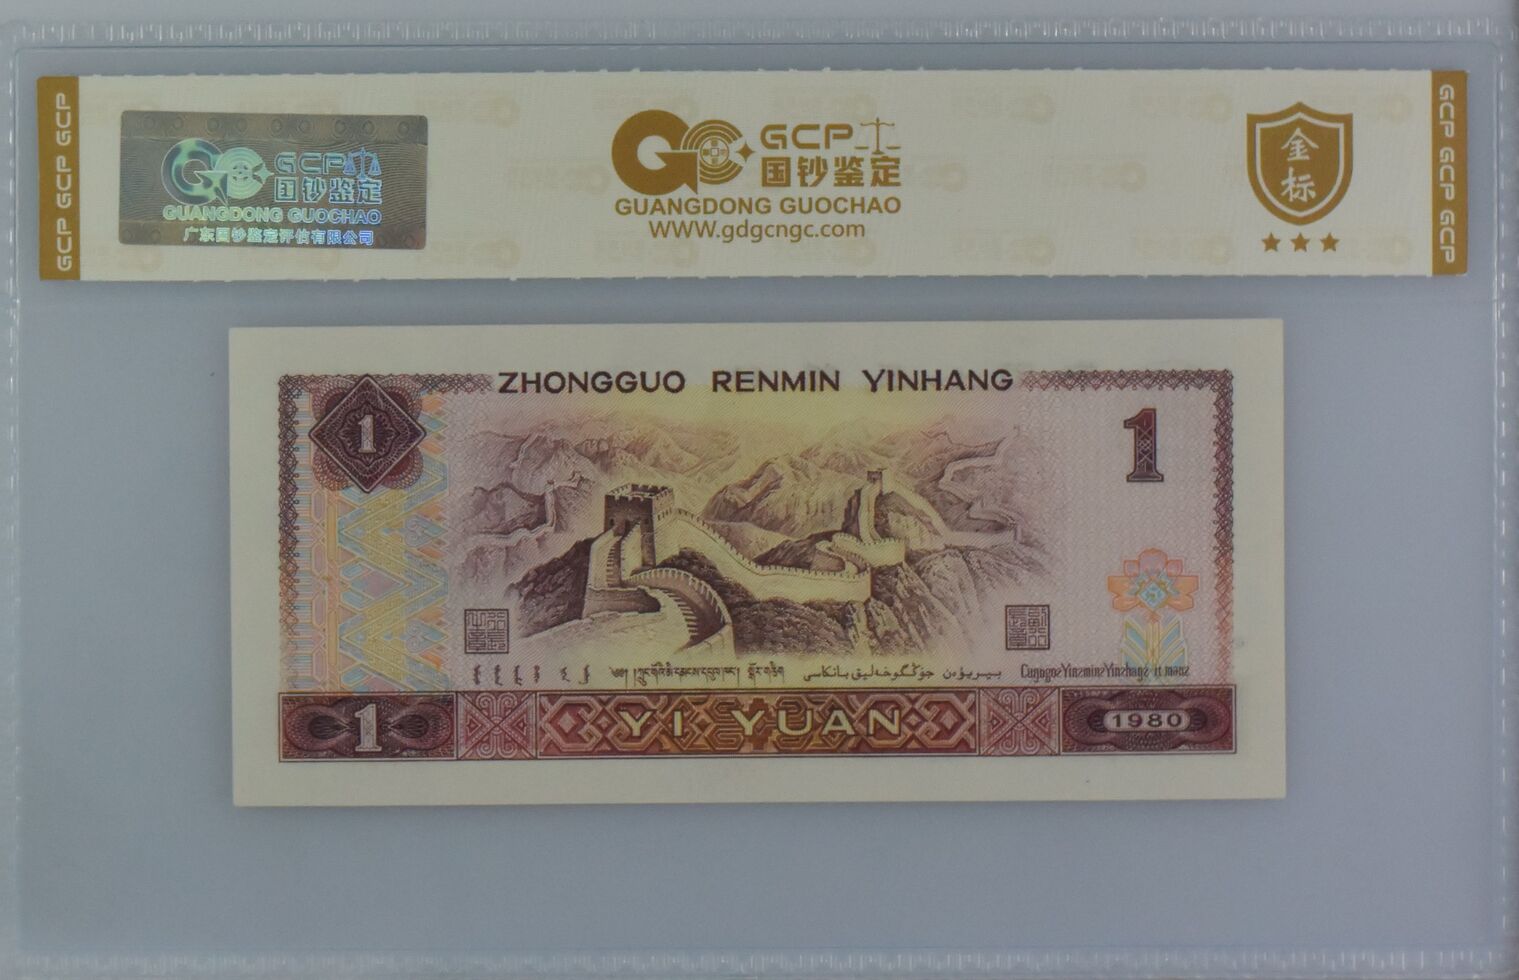 GCP GCP GCP
GCP
国钞鉴定
GUANGDONG GUOCHAO
广东国钞鉴定评估有限公司
GCP
国钞鉴定
GUANGDONG GUOCHAO
WWW.gdgcngc.com
金标
GCP GCP GCP
ZHONGGUO RENMIN YINHANG
1
1
1
YI YUAN
1980